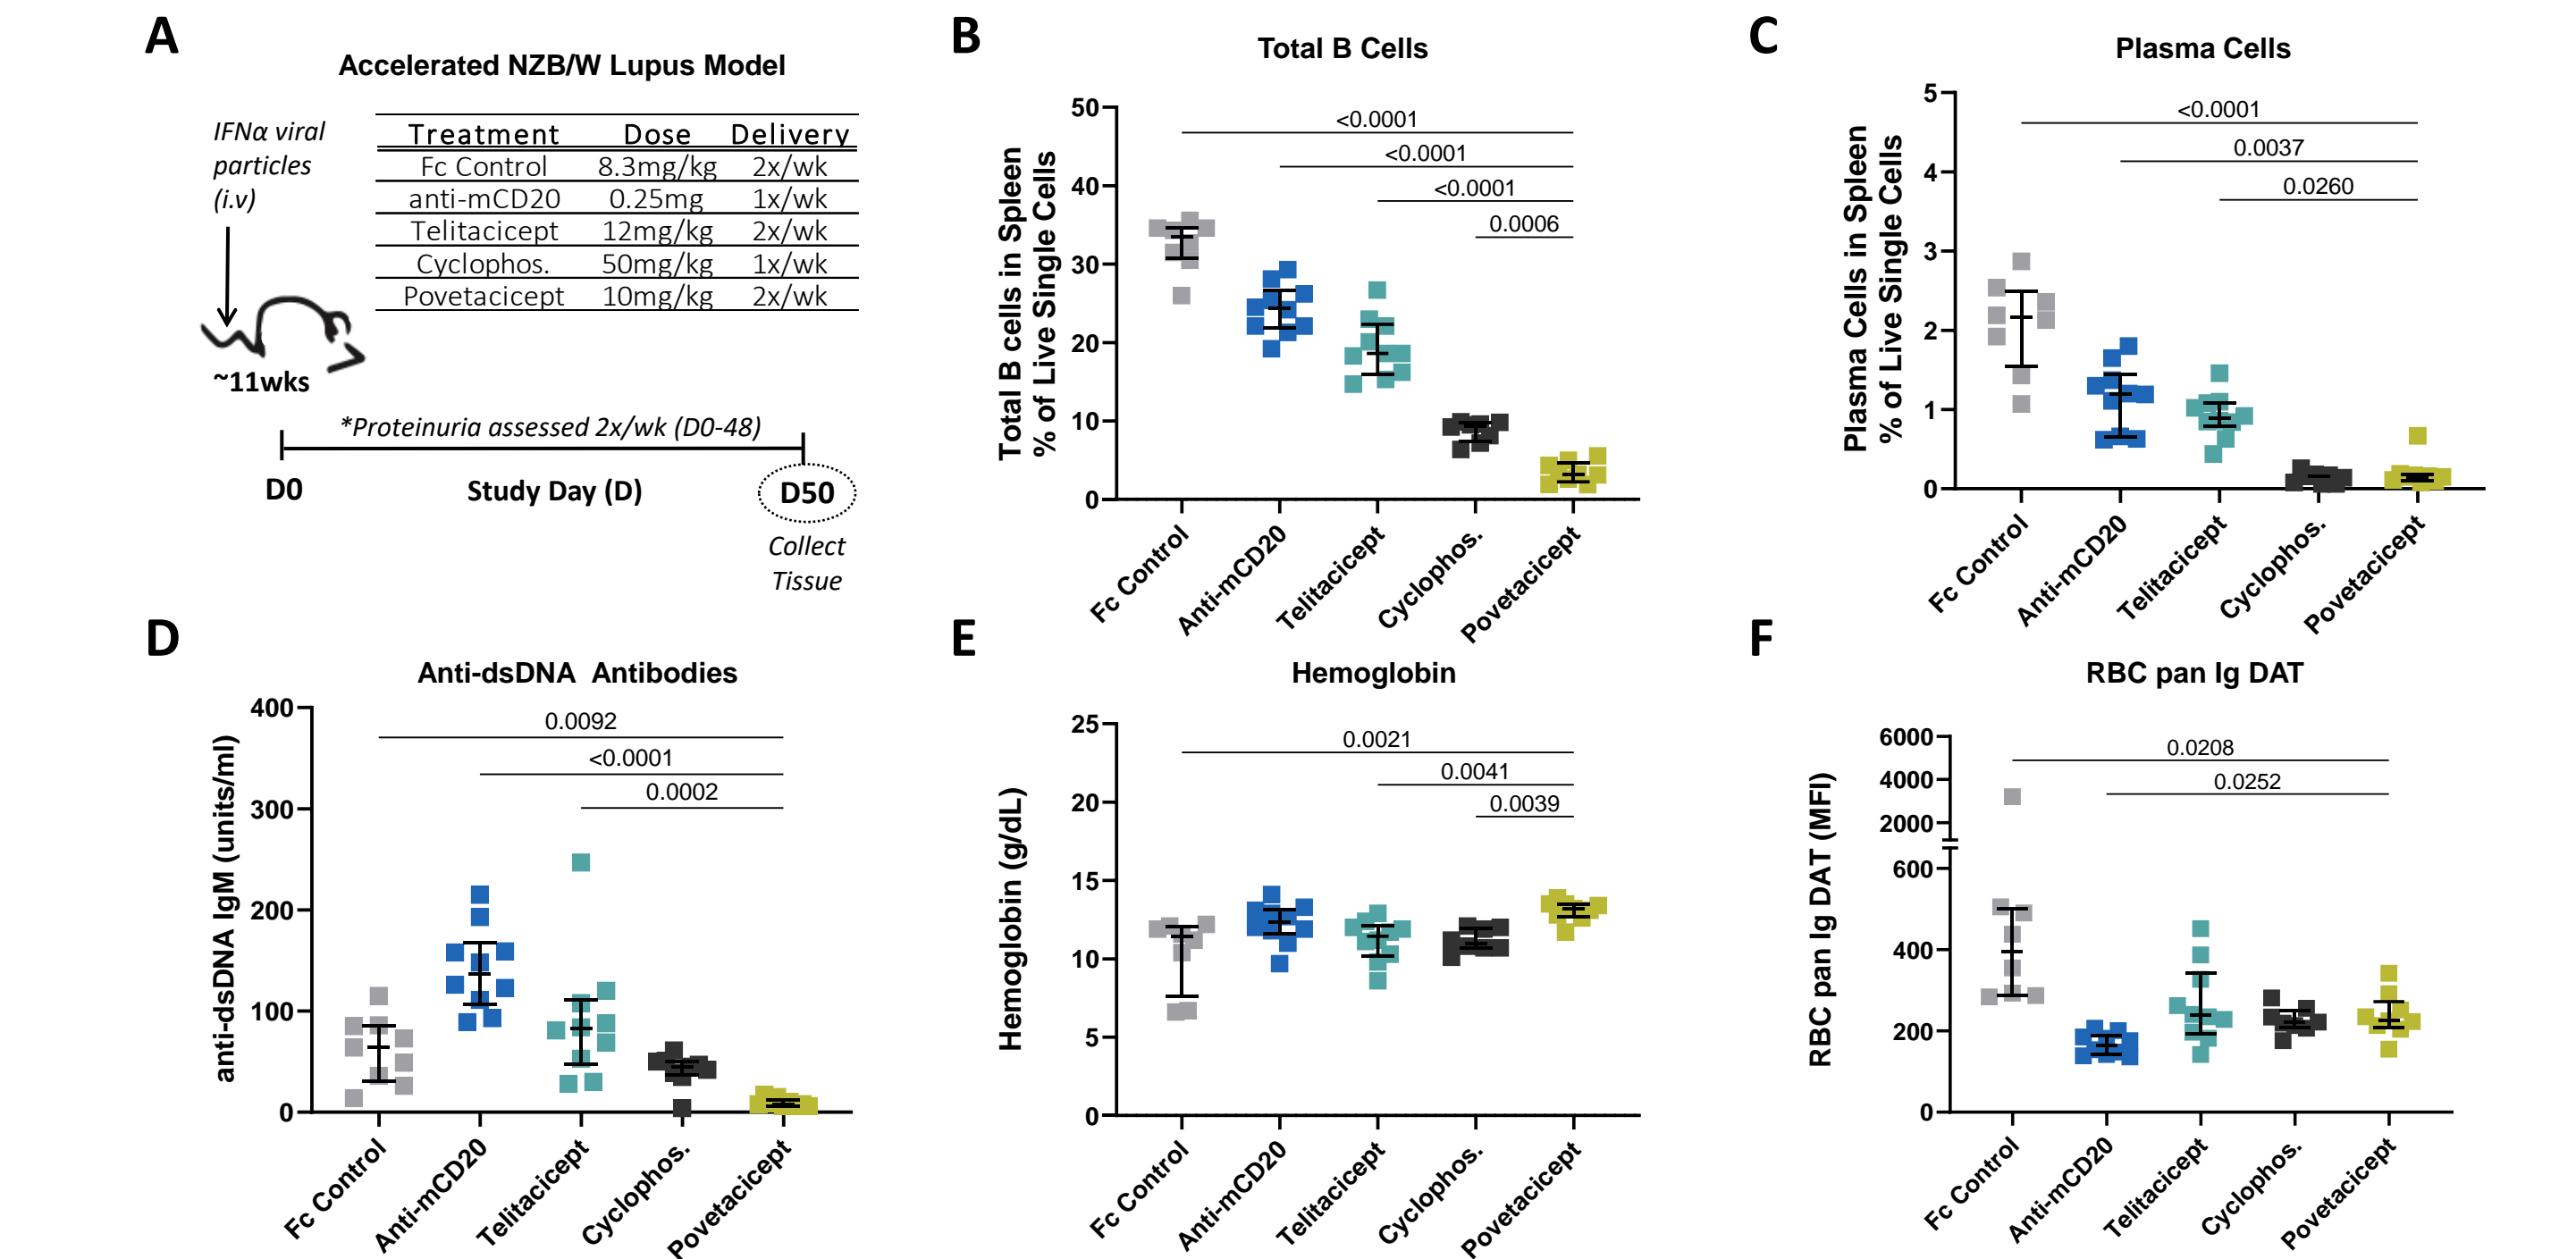 A
Accelerated NZB/W Lupus Model
IFNα viral
particles
(i.v)
Treatment Dose Delivery
Fc Control 8.3mg/kg 2x/wk
anti-mCD20 0.25mg 1x/wk
Telitacicept 12mg/kg 2x/wk
Cyclophos. 50mg/kg 1x/wk
Povetacicept 10mg/kg 2x/wk
~11wks
*Proteinuria assessed 2x/wk (D0-48)
D0
Study Day (D)
D50
Collect
Tissue
B
Total B Cells
Total B cells in Spleen
% of Live Single Cells
50
40
30
20
10
0
<0.0001
<0.0001
<0.0001
0.0006
Fc Control
Anti-mCD20
Telitacicept
Cyclophos.
Povetacicept
C
Plasma Cells
Plasma Cells in Spleen
% of Live Single Cells
5
4
3
2
1
0
<0.0001
0.0037
0.0260
Fc Control
Anti-mCD20
Telitacicept
Cyclophos.
Povetacicept
D
Anti-dsDNA Antibodies
anti-dsDNA IgM (units/ml)
400
300
200
100
0
0.0092
<0.0001
0.0002
Fc Control
Anti-mCD20
Telitacicept
Cyclophos.
Povetacicept
E
Hemoglobin
Hemoglobin (g/dL)
25
20
15
10
5
0
0.0021
0.0041
0.0039
Fc Control
Anti-mCD20
Telitacicept
Cyclophos.
Povetacicept
F
RBC pan Ig DAT
RBC pan Ig DAT (MFI)
6000
4000
2000
600
400
200
0
0.0208
0.0252
Fc Control
Anti-mCD20
Telitacicept
Cyclophos.
Povetacicept